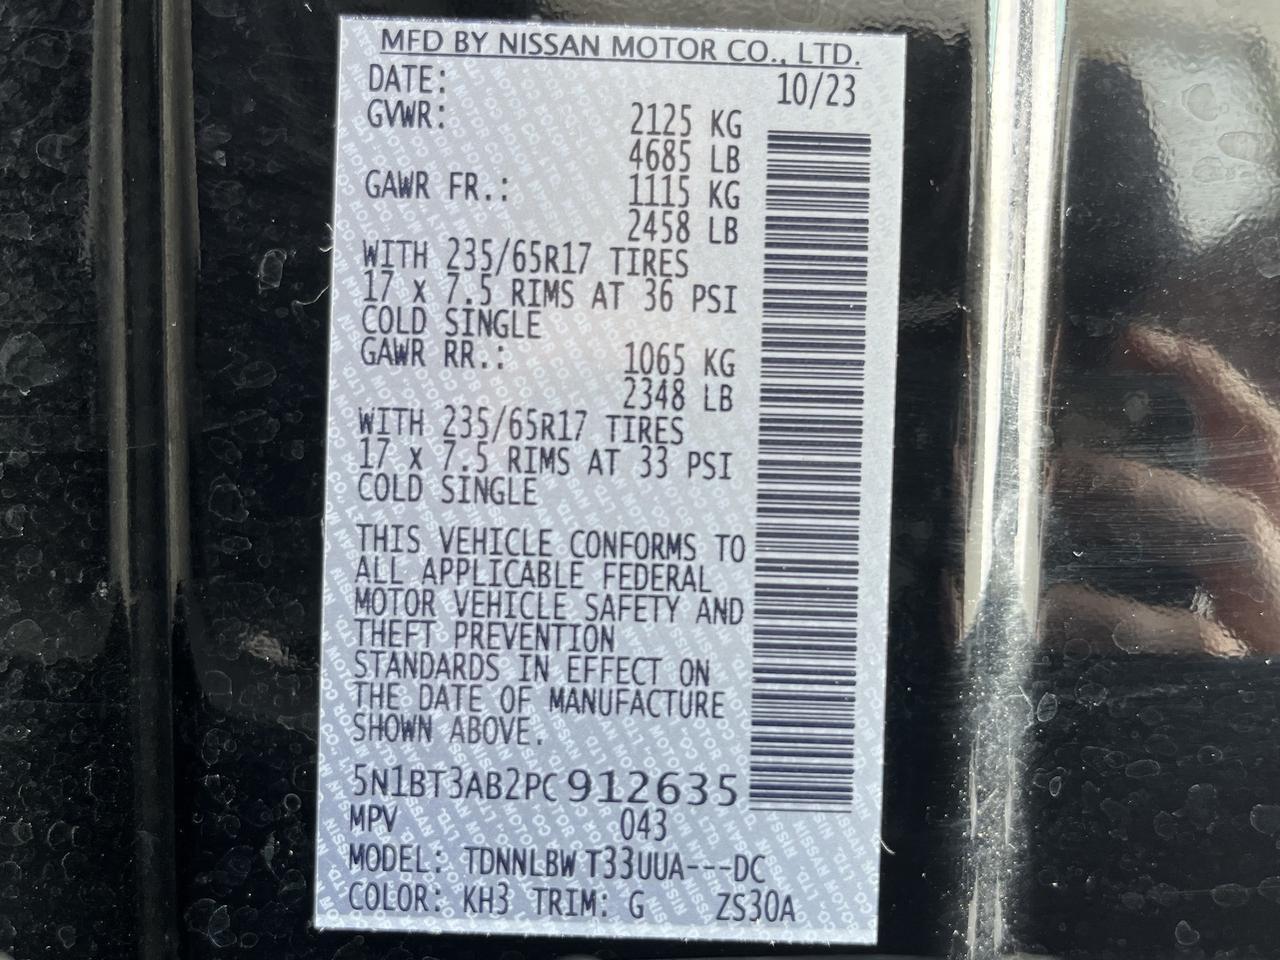 MFD BY NISSAN MOTOR CO., LTD.
DATE: 10/23
GVWR: 2125 KG
4685 LB
GAWR FR.: 1115 KG
2458 LB
WITH 235/65R17 TIRES
17 x 7.5 RIMS AT 36 PSI
COLD SINGLE
GAWR RR.: 1065 KG
2348 LB
WITH 235/65R17 TIRES
17 x 7.5 RIMS AT 33 PSI
COLD SINGLE
THIS VEHICLE CONFORMS TO
ALL APPLICABLE FEDERAL
MOTOR VEHICLE SAFETY AND
THEFT PREVENTION
STANDARDS IN EFFECT ON
THE DATE OF MANUFACTURE
SHOWN ABOVE.
5N1BT3AB2PC912635
MPV 043
MODEL: TDNNLBW T33UUA---DC
COLOR: KH3 TRIM: G ZS30A